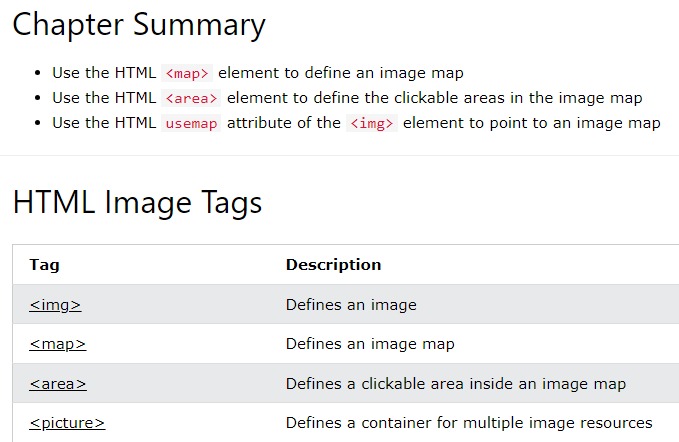 Chapter Summary
• Use the HTML <map> element to define an image map
• Use the HTML <area> element to define the clickable areas in the image map
• Use the HTML usemap attribute of the <img> element to point to an image map
HTML Image Tags
Tag Description
<img> Defines an image
<map> Defines an image map
<area> Defines a clickable area inside an image map
<picture> Defines a container for multiple image resources